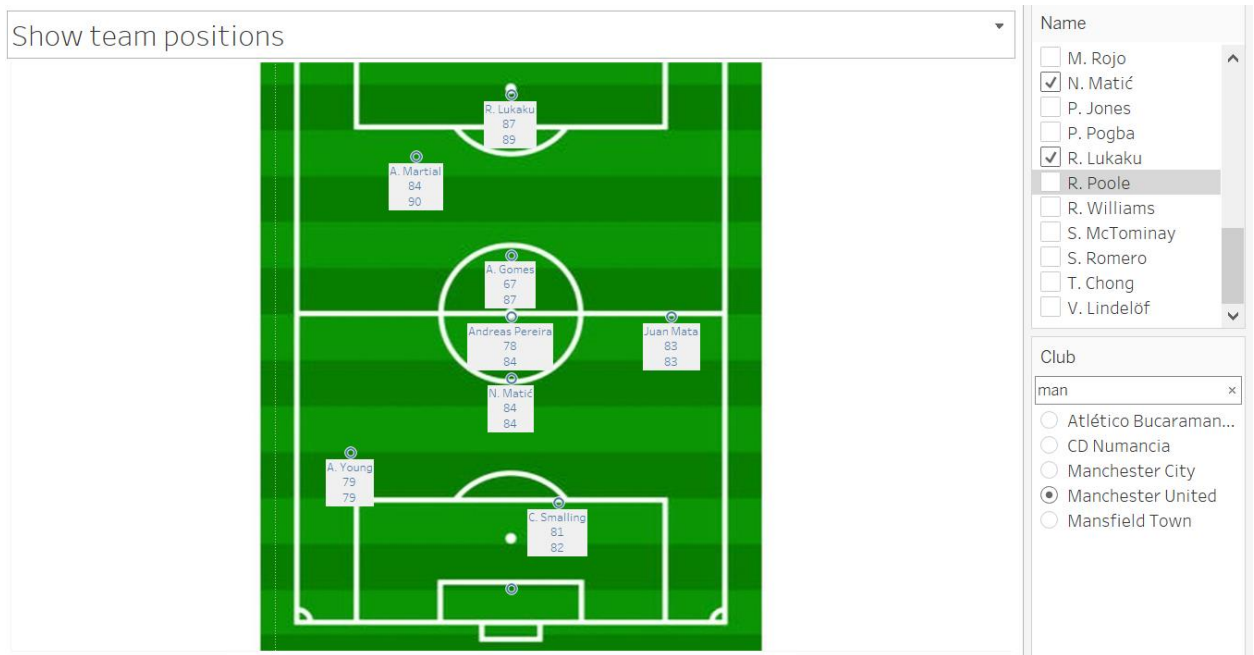 Show team positions
R. Lukaku
87
89
A. Martial
84
90
A. Gomes
67
87
Andreas Pereira
78
84
Juan Mata
83
83
N. Matić
84
84
A. Young
79
79
C. Smalling
81
82
Name
M. Rojo
N. Matić
P. Jones
P. Pogba
R. Lukaku
R. Poole
R. Williams
S. McTominay
S. Romero
T. Chong
V. Lindelöf
Club
man
Atlético Bucaraman...
CD Numancia
Manchester City
Manchester United
Mansfield Town